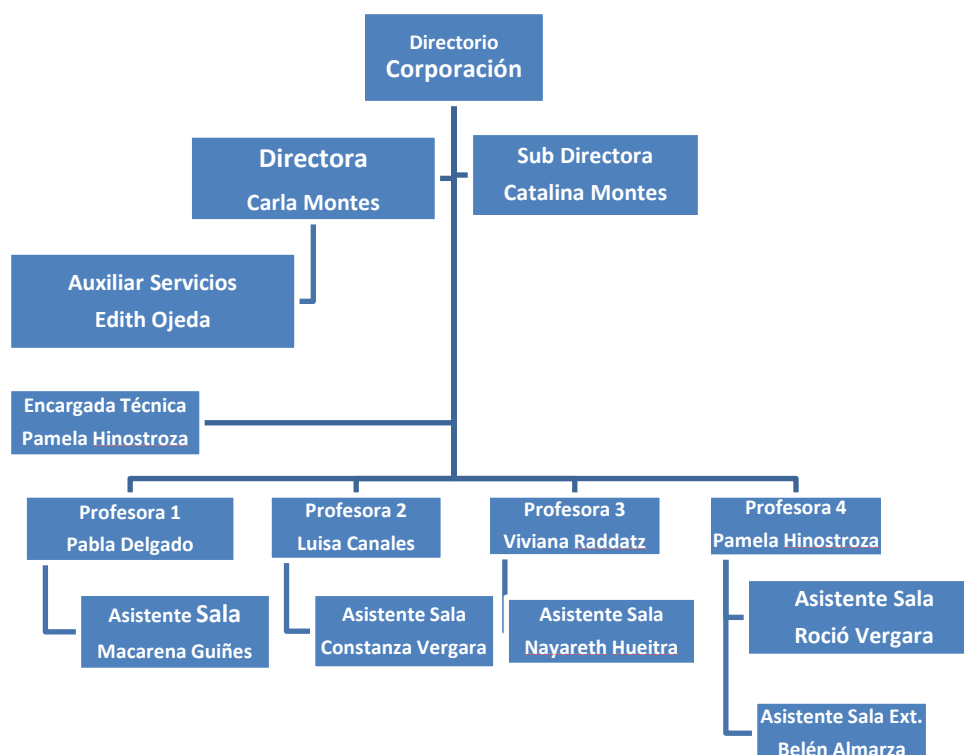 Directorio
Corporación
Directora
Carla Montes
Sub Directora
Catalina Montes
Auxiliar Servicios
Edith Ojeda
Encargada Técnica
Pamela Hinostroza
Profesora 1
Pabla Delgado
Profesora 2
Luisa Canales
Profesora 3
Viviana Raddatz
Profesora 4
Pamela Hinostroza
Asistente Sala
Macarena Guiñes
Asistente Sala
Constanza Vergara
Asistente Sala
Nayareth Hueitra
Asistente Sala
Roció Vergara
Asistente Sala Ext.
Belén Almarza